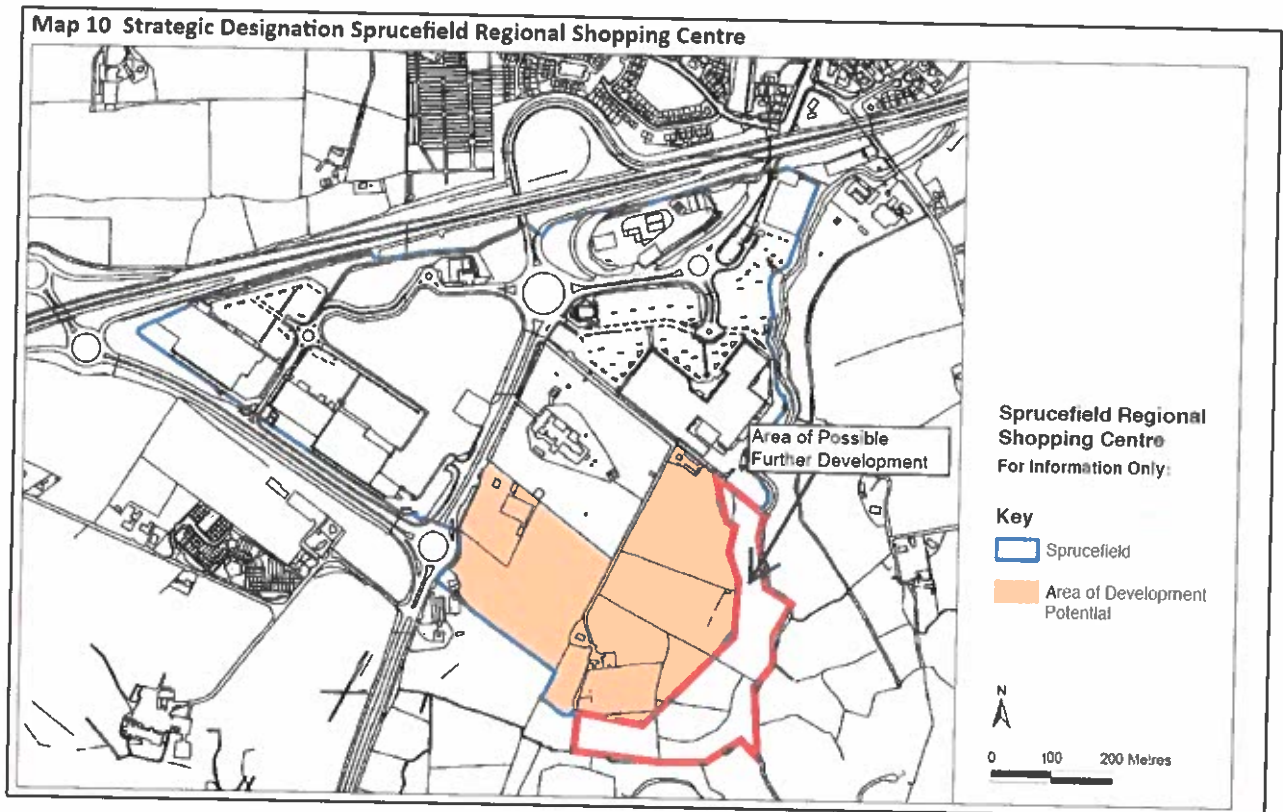 Map 10 Strategic Designation Sprucefield Regional Shopping Centre
Area of Possible
Further Development
Sprucefield Regional
Shopping Centre
For Information Only:
Key
Sprucefield
Area of Development
Potential
N
0 100 200 Metres